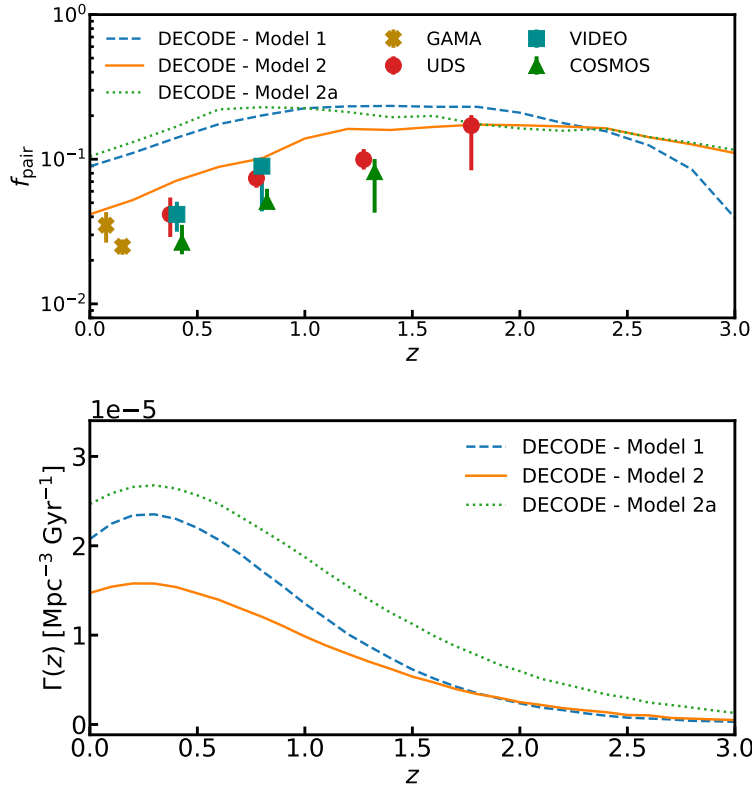 10⁰
DECODE - Model 1
DECODE - Model 2
DECODE - Model 2a
GAMA
UDS
VIDEO
COSMOS
f_pair
10⁻¹
10⁻²
0.0 0.5 1.0 1.5 2.0 2.5 3.0
z
1e−5
DECODE - Model 1
DECODE - Model 2
DECODE - Model 2a
Γ(z) [Mpc⁻³ Gyr⁻¹]
3
2
1
0
0.0 0.5 1.0 1.5 2.0 2.5 3.0
z